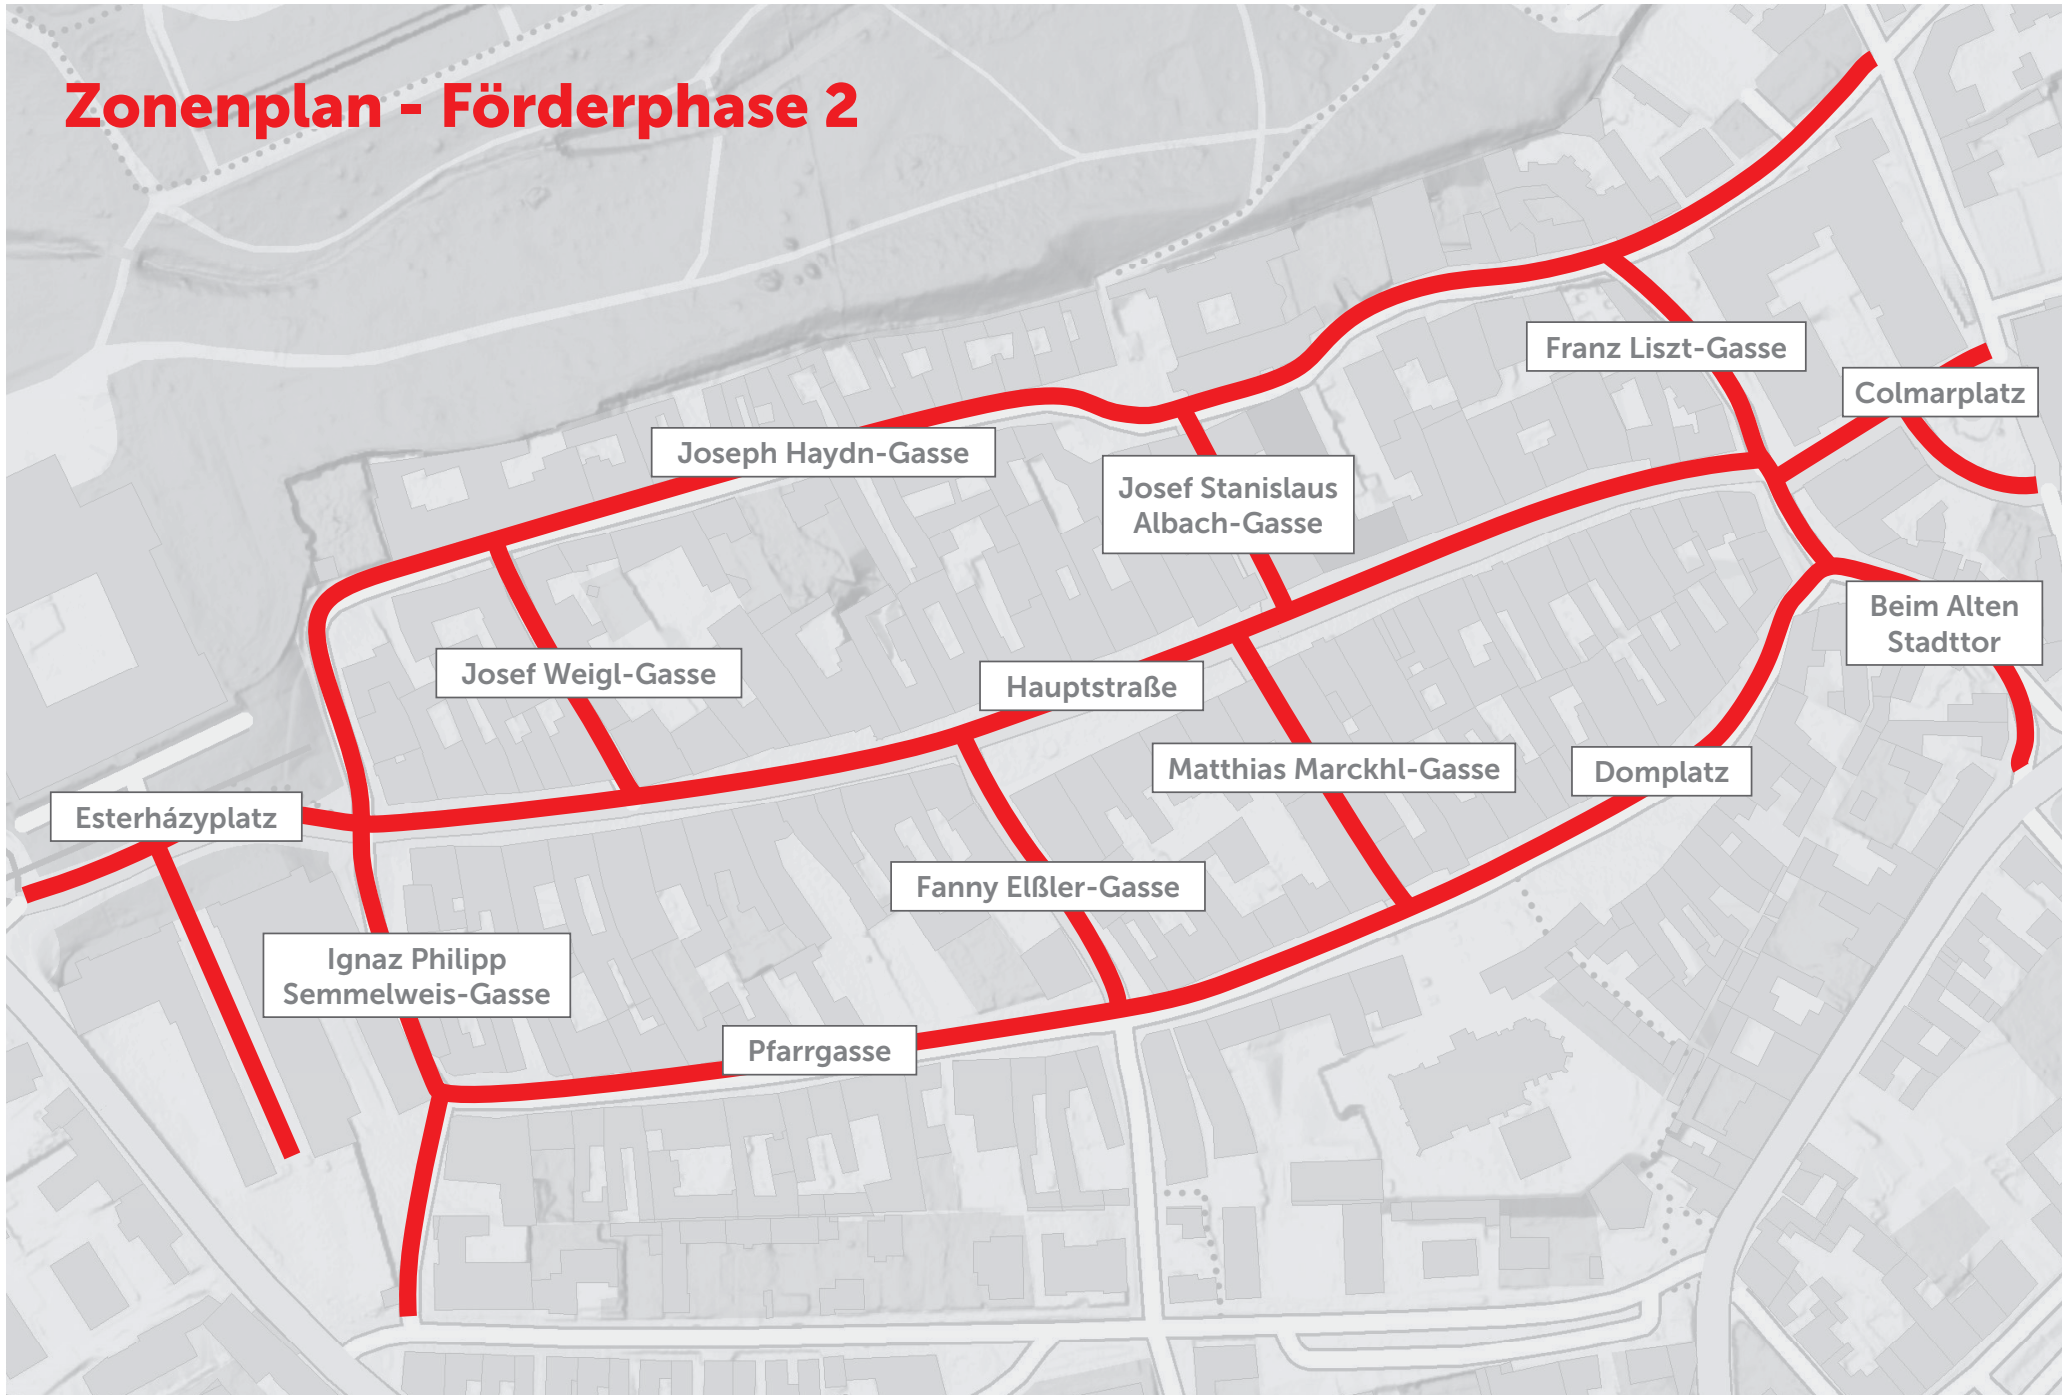 Zonenplan - Förderphase 2
Franz Liszt-Gasse
Colmarplatz
Joseph Haydn-Gasse
Josef Stanislaus
Albach-Gasse
Beim Alten
Stadttor
Josef Weigl-Gasse
Hauptstraße
Matthias Marckhl-Gasse
Domplatz
Esterházyplatz
Fanny Elßler-Gasse
Ignaz Philipp
Semmelweis-Gasse
Pfarrgasse